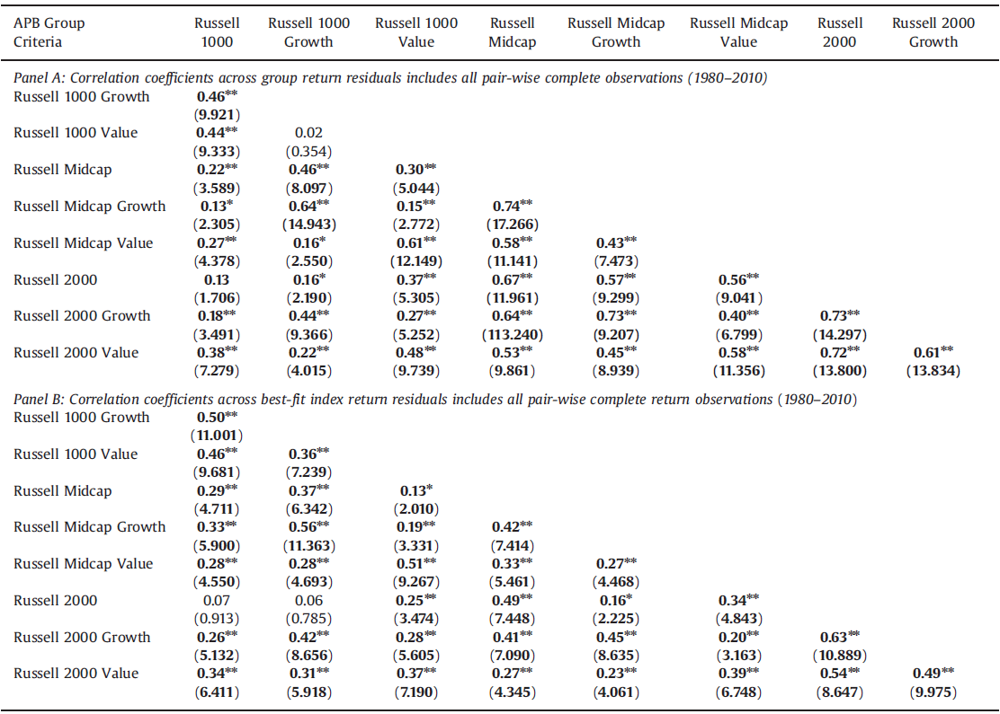 APB Group Russell Russell 1000 Russell 1000 Russell Russell Midcap Russell Midcap Russell Russell 2000
Criteria 1000 Growth Value Midcap Growth Value 2000 Growth
Panel A: Correlation coefficients across group return residuals includes all pair-wise complete observations (1980–2010)
Russell 1000 Growth 0.46**
(9.921)
Russell 1000 Value 0.44** 0.02
(9.333) (0.354)
Russell Midcap 0.22** 0.46** 0.30**
(3.589) (8.097) (5.044)
Russell Midcap Growth 0.13* 0.64** 0.15** 0.74**
(2.305) (14.943) (2.772) (17.266)
Russell Midcap Value 0.27** 0.16* 0.61** 0.58** 0.43**
(4.378) (2.550) (12.149) (11.141) (7.473)
Russell 2000 0.13 0.16* 0.37** 0.67** 0.57** 0.56**
(1.706) (2.190) (5.305) (11.961) (9.299) (9.041)
Russell 2000 Growth 0.18** 0.44** 0.27** 0.64** 0.73** 0.40** 0.73**
(3.491) (9.366) (5.252) (113.240) (9.207) (6.799) (14.297)
Russell 2000 Value 0.38** 0.22** 0.48** 0.53** 0.45** 0.58** 0.72** 0.61**
(7.279) (4.015) (9.739) (9.861) (8.939) (11.356) (13.800) (13.834)
Panel B: Correlation coefficients across best-fit index return residuals includes all pair-wise complete return observations (1980–2010)
Russell 1000 Growth 0.50**
(11.001)
Russell 1000 Value 0.46** 0.36**
(9.681) (7.239)
Russell Midcap 0.29** 0.37** 0.13*
(4.711) (6.342) (2.010)
Russell Midcap Growth 0.33** 0.56** 0.19** 0.42**
(5.900) (11.363) (3.331) (7.414)
Russell Midcap Value 0.28** 0.28** 0.51** 0.33** 0.27**
(4.550) (4.693) (9.267) (5.461) (4.468)
Russell 2000 0.07 0.06 0.25** 0.49** 0.16* 0.34**
(0.913) (0.785) (3.474) (7.448) (2.225) (4.843)
Russell 2000 Growth 0.26** 0.42** 0.28** 0.41** 0.45** 0.20** 0.63**
(5.132) (8.656) (5.605) (7.090) (8.635) (3.163) (10.889)
Russell 2000 Value 0.34** 0.31** 0.37** 0.27** 0.23** 0.39** 0.54** 0.49**
(6.411) (5.918) (7.190) (4.345) (4.061) (6.748) (8.647) (9.975)